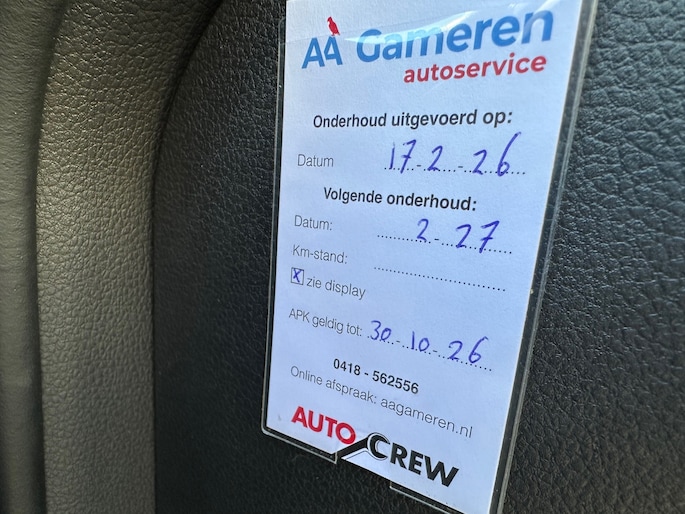 AA Gameren
autoservice
Onderhoud uitgevoerd op:
Datum 17-2-26
Volgende onderhoud:
Datum: 2-27
Km-stand:
X zie display
APK geldig tot: 30-10-26
0418 - 562556
Online afspraak: aagameren.nl
AUTO CREW